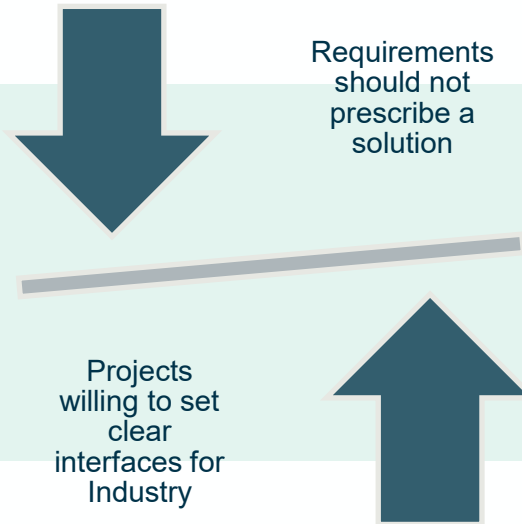 Requirements
should not
prescribe a
solution
Projects
willing to set
clear
interfaces for
Industry